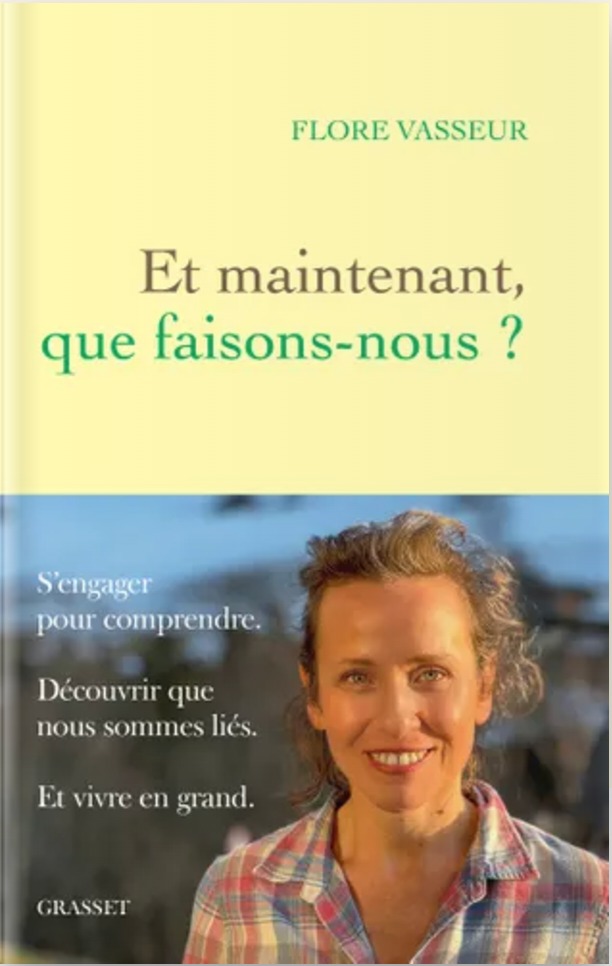 FLORE VASSEUR
Et maintenant,
que faisons-nous ?
S'engager
pour comprendre.
Découvrir que
nous sommes liés.
Et vivre en grand.
GRASSET